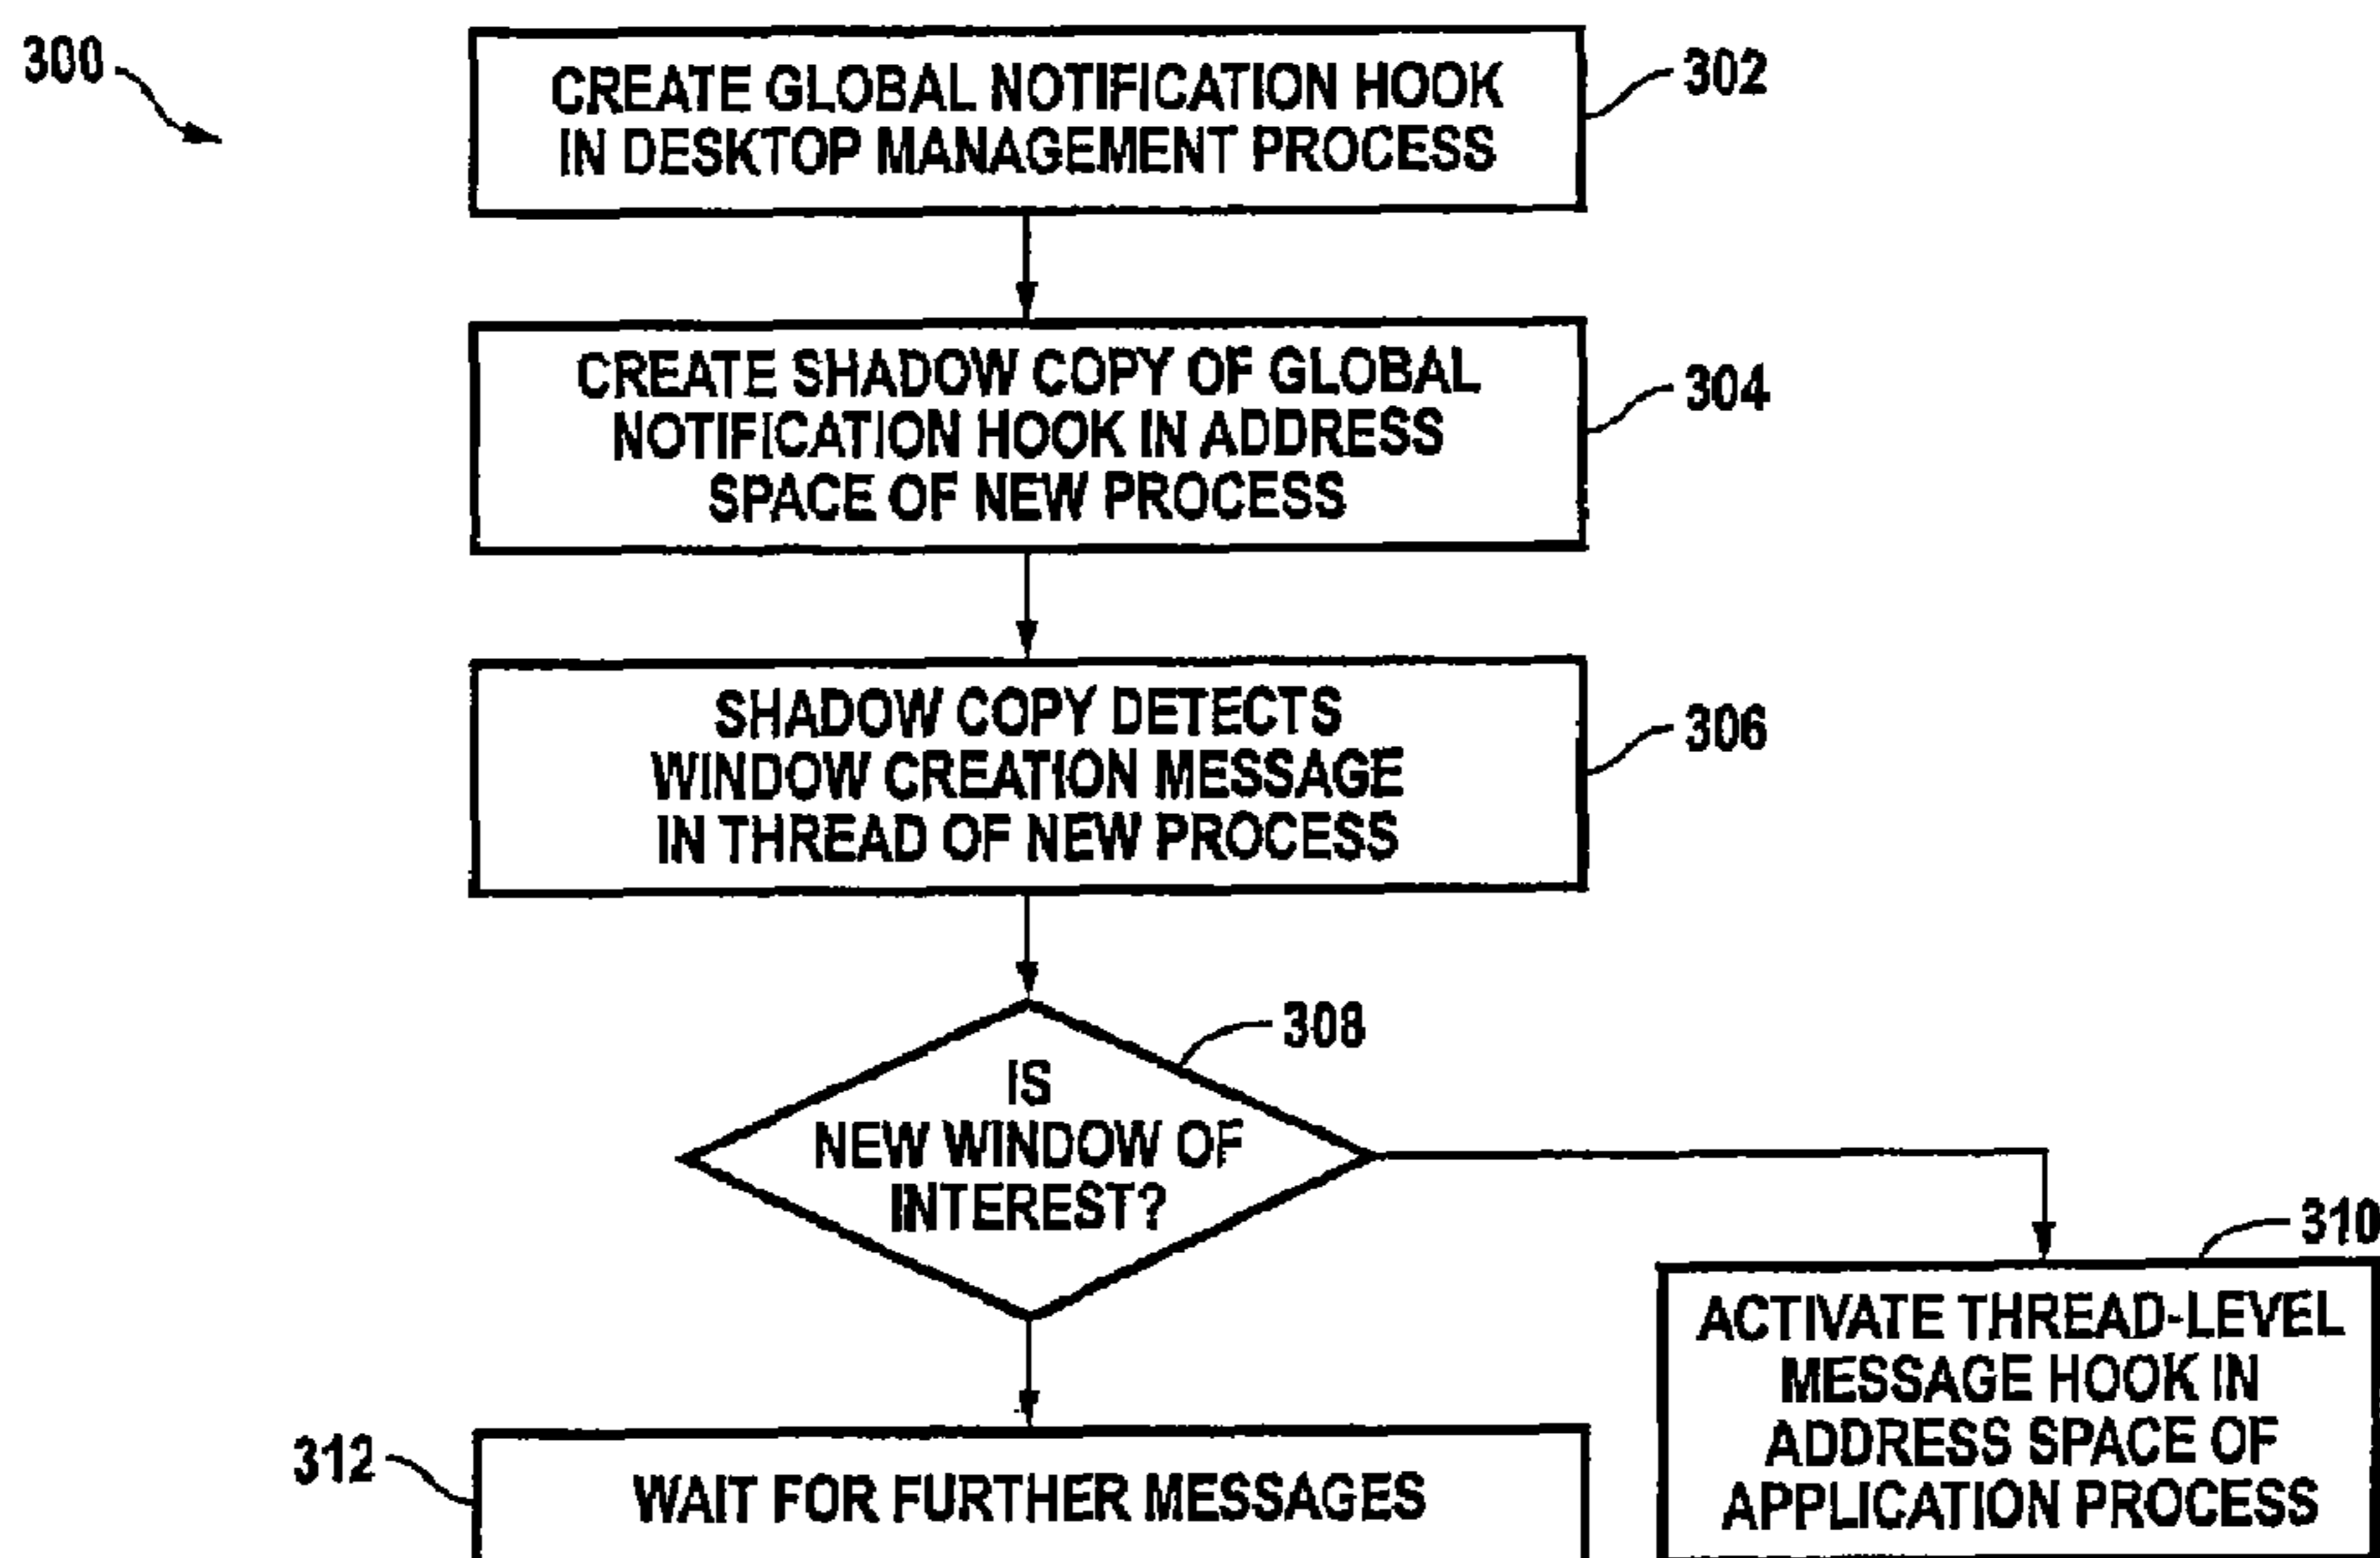 300
CREATE GLOBAL NOTIFICATION HOOK
IN DESKTOP MANAGEMENT PROCESS
302
CREATE SHADOW COPY OF GLOBAL
NOTIFICATION HOOK IN ADDRESS
SPACE OF NEW PROCESS
304
SHADOW COPY DETECTS
WINDOW CREATION MESSAGE
IN THREAD OF NEW PROCESS
306
308
IS
NEW WINDOW OF
INTEREST?
310
ACTIVATE THREAD-LEVEL
MESSAGE HOOK IN
ADDRESS SPACE OF
APPLICATION PROCESS
312
WAIT FOR FURTHER MESSAGES